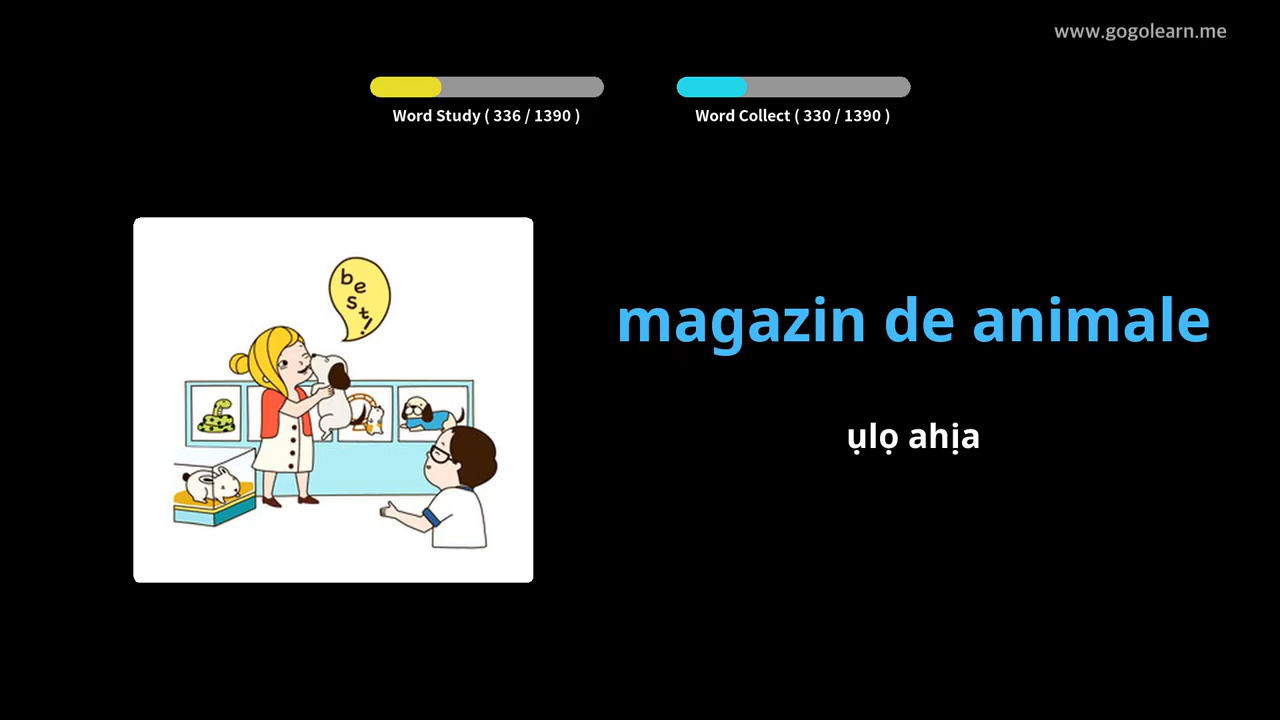 www.gogolearn.me
Word Study ( 336 / 1390 )
Word Collect ( 330 / 1390 )
best!
magazin de animale
ụlọ ahịa